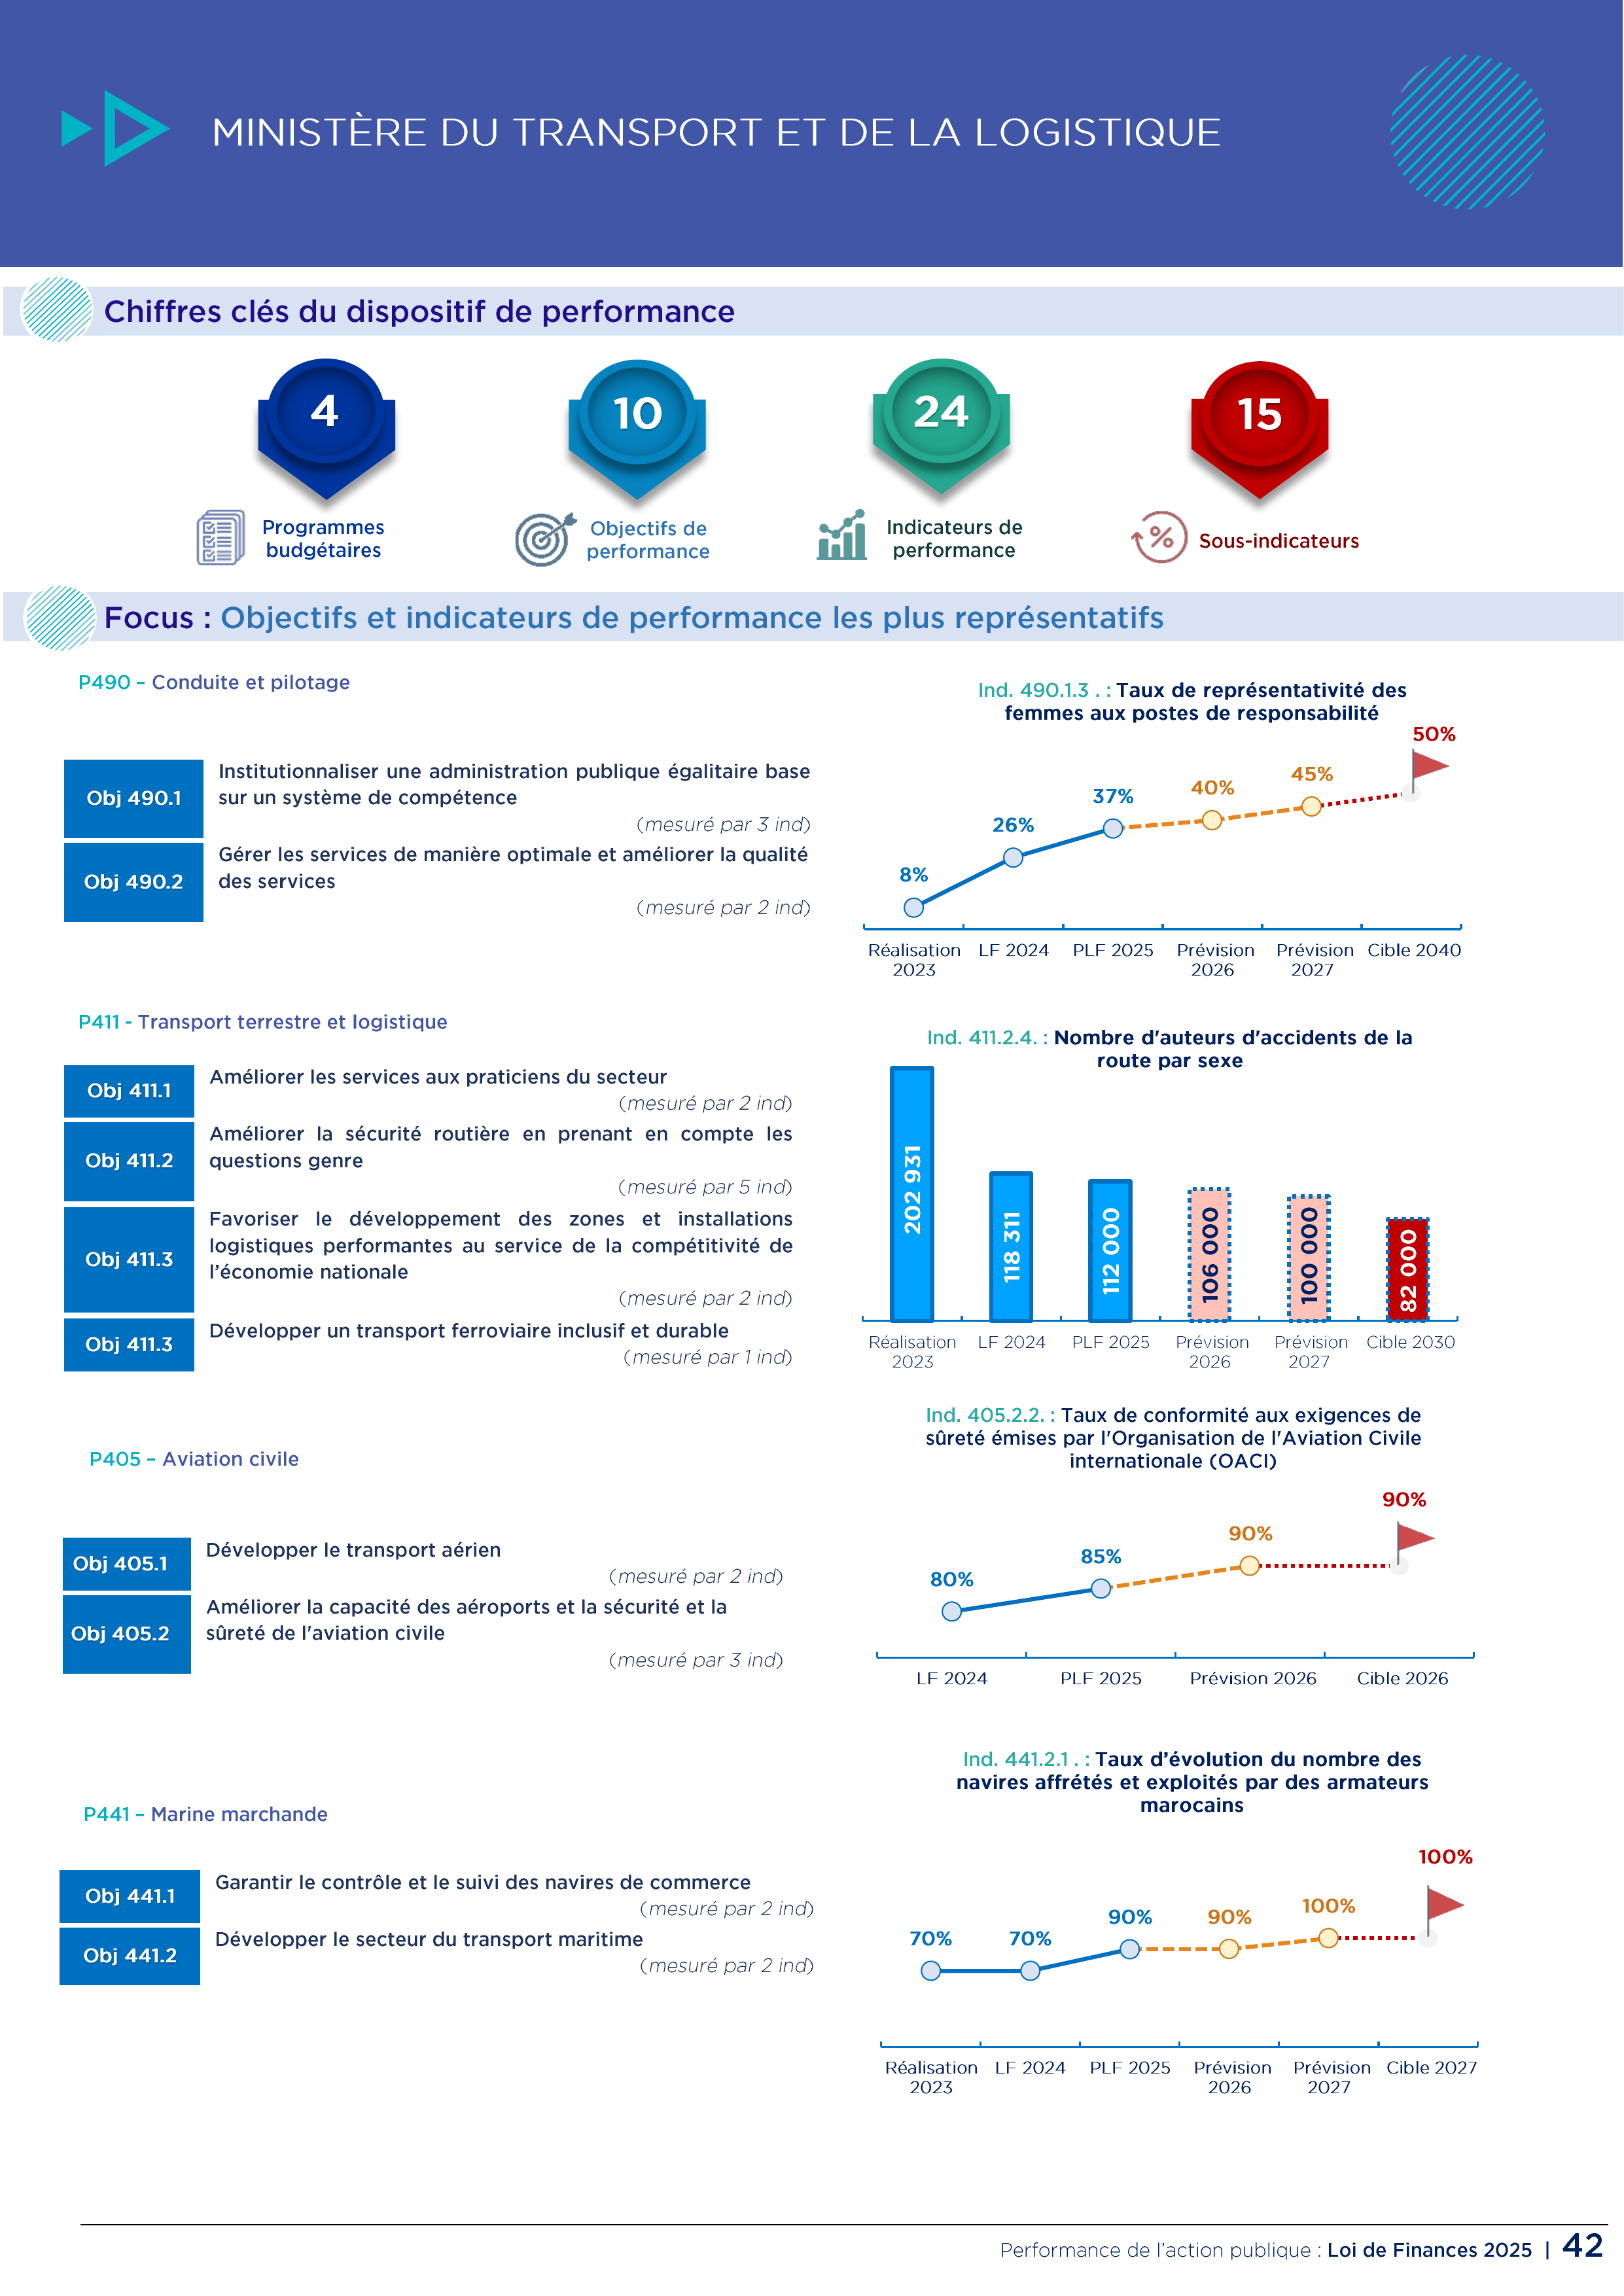 MINISTÈRE DU TRANSPORT ET DE LA LOGISTIQUE
Chiffres clés du dispositif de performance
4
10
24
15
Programmes
budgétaires
Objectifs de
performance
Indicateurs de
performance
Sous-indicateurs
Focus : Objectifs et indicateurs de performance les plus représentatifs
P490 – Conduite et pilotage
Obj 490.1
Institutionnaliser une administration publique égalitaire base
sur un système de compétence
(mesuré par 3 ind)
Obj 490.2
Gérer les services de manière optimale et améliorer la qualité
des services
(mesuré par 2 ind)
Ind. 490.1.3 . : Taux de représentativité des
femmes aux postes de responsabilité
8%
26%
37%
40%
45%
50%
Réalisation
2023
LF 2024
PLF 2025
Prévision
2026
Prévision
2027
Cible 2040
P411 - Transport terrestre et logistique
Obj 411.1
Améliorer les services aux praticiens du secteur
(mesuré par 2 ind)
Obj 411.2
Améliorer la sécurité routière en prenant en compte les
questions genre
(mesuré par 5 ind)
Obj 411.3
Favoriser le développement des zones et installations
logistiques performantes au service de la compétitivité de
l’économie nationale
(mesuré par 2 ind)
Obj 411.3
Développer un transport ferroviaire inclusif et durable
(mesuré par 1 ind)
Ind. 411.2.4. : Nombre d'auteurs d'accidents de la
route par sexe
202 931
118 311
112 000
106 000
100 000
82 000
Réalisation
2023
LF 2024
PLF 2025
Prévision
2026
Prévision
2027
Cible 2030
P405 – Aviation civile
Obj 405.1
Développer le transport aérien
(mesuré par 2 ind)
Obj 405.2
Améliorer la capacité des aéroports et la sécurité et la
sûreté de l'aviation civile
(mesuré par 3 ind)
Ind. 405.2.2. : Taux de conformité aux exigences de
sûreté émises par l'Organisation de l'Aviation Civile
internationale (OACI)
80%
85%
90%
90%
LF 2024
PLF 2025
Prévision 2026
Cible 2026
P441 – Marine marchande
Obj 441.1
Garantir le contrôle et le suivi des navires de commerce
(mesuré par 2 ind)
Obj 441.2
Développer le secteur du transport maritime
(mesuré par 2 ind)
Ind. 441.2.1 . : Taux d’évolution du nombre des
navires affrétés et exploités par des armateurs
marocains
70%
70%
90%
90%
100%
100%
Réalisation
2023
LF 2024
PLF 2025
Prévision
2026
Prévision
2027
Cible 2027
Performance de l’action publique : Loi de Finances 2025 | 42